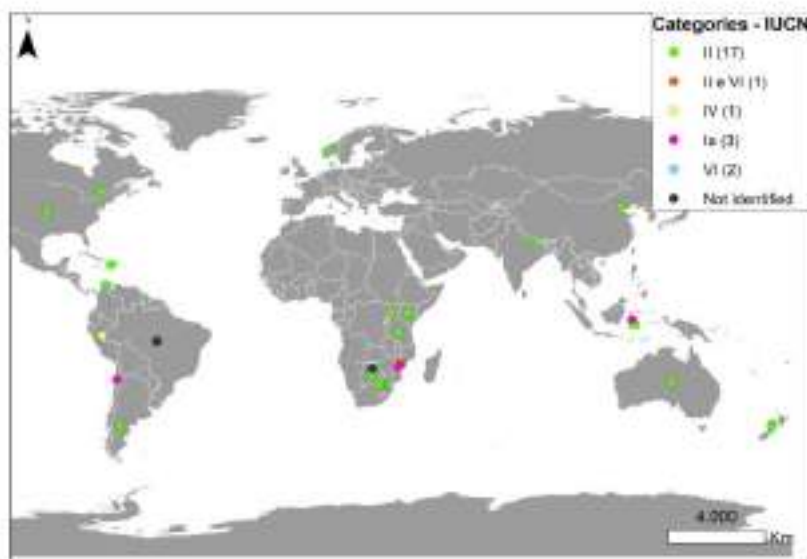 Categories - IUCN
II (17)
II e VI (1)
IV (1)
Ia (3)
VI (2)
Not identified
4.000
Km